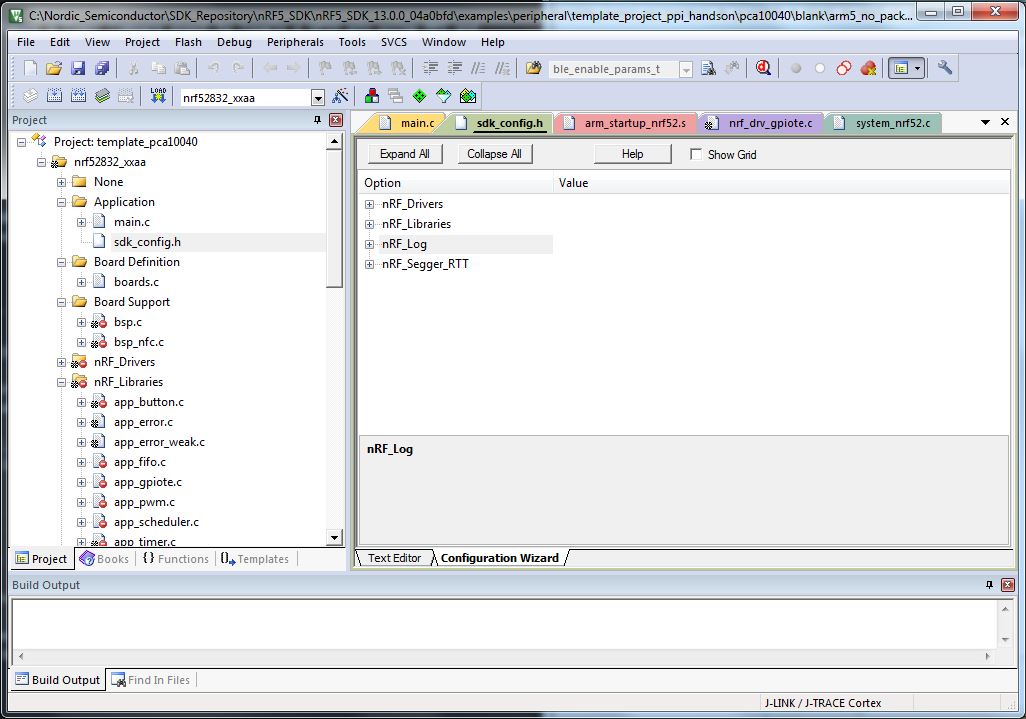 C:\Nordic_Semiconductor\SDK_Repository\nRF5_SDK\nRF5_SDK_13.0.0_04a0bfd\examples\peripheral\template_project_ppi_handson\pca10040\blank\arm5_no_pack...
File Edit View Project Flash Debug Peripherals Tools SVCS Window Help
ble_enable_params_t
LOAD nrf52832_xxaa
Project
main.c sdk_config.h arm_startup_nrf52.s nrf_drv_gpiote.c system_nrf52.c
Project: template_pca10040
nrf52832_xxaa
None
Application
main.c
sdk_config.h
Board Definition
boards.c
Board Support
bsp.c
bsp_nfc.c
nRF_Drivers
nRF_Libraries
app_button.c
app_error.c
app_error_weak.c
app_fifo.c
app_gpiote.c
app_pwm.c
app_scheduler.c
app_timer.c
Project Books {} Functions {} Templates
Expand All Collapse All Help Show Grid
Option Value
nRF_Drivers
nRF_Libraries
nRF_Log
nRF_Segger_RTT
nRF_Log
Text Editor Configuration Wizard
Build Output
Build Output Find In Files
J-LINK / J-TRACE Cortex